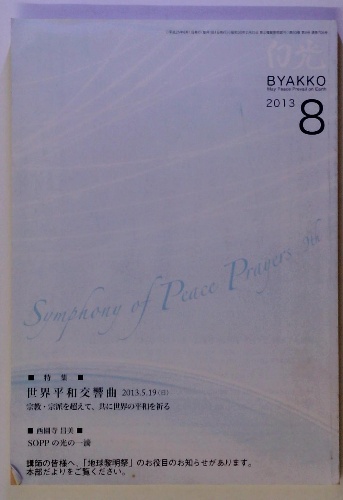 白光
BYAKKO
May Peace Prevail on Earth
2013
8
Symphony of Peace Prayers 9th
■ 特集 ■
世界平和交響曲 2013.5.19(日)
宗教・宗派を超えて、共に世界の平和を祈る
■ 西園寺昌美 ■
SOPPの光の一滴
講師の皆様へ、「地球黎明祭」のお役目のお知らせがあります。
本部だよりをご覧ください。